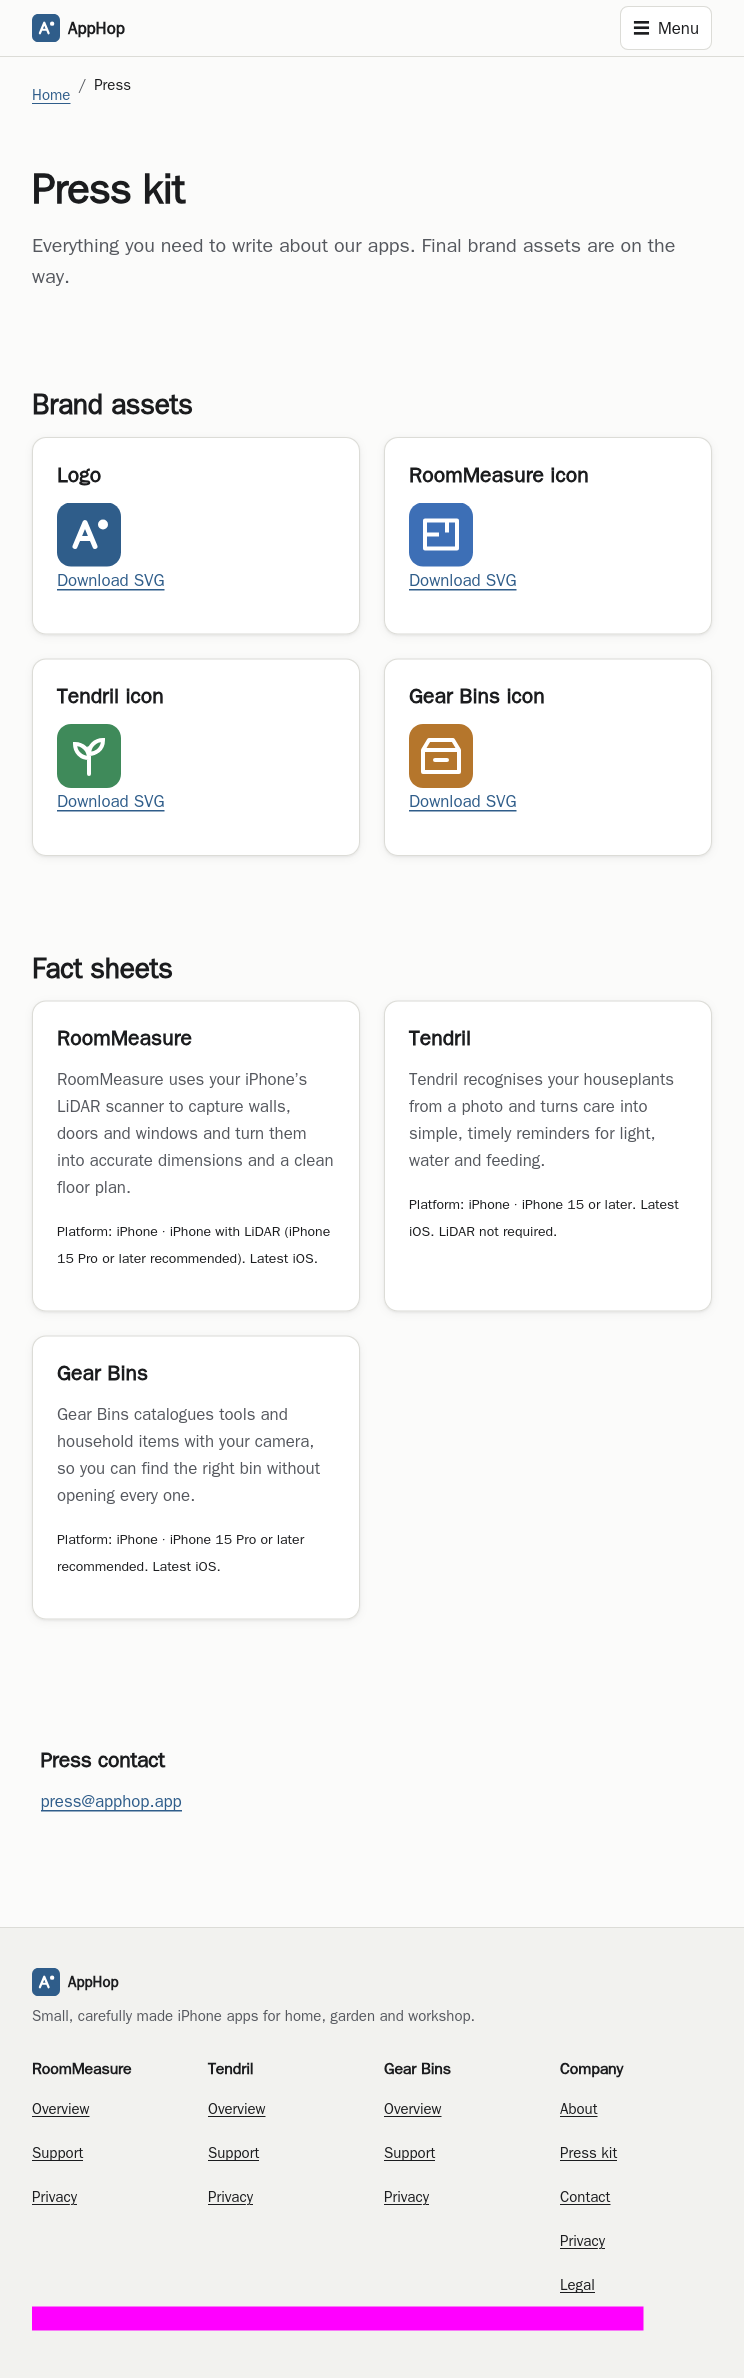 AppHop
Menu
Home / Press
Press kit
Everything you need to write about our apps. Final brand assets are on the
way.
Brand assets
Logo
Download SVG
RoomMeasure icon
Download SVG
Tendril icon
Download SVG
Gear Bins icon
Download SVG
Fact sheets
RoomMeasure
RoomMeasure uses your iPhone’s
LiDAR scanner to capture walls,
doors and windows and turn them
into accurate dimensions and a clean
floor plan.
Platform: iPhone · iPhone with LiDAR (iPhone
15 Pro or later recommended). Latest iOS.
Tendril
Tendril recognises your houseplants
from a photo and turns care into
simple, timely reminders for light,
water and feeding.
Platform: iPhone · iPhone 15 or later. Latest
iOS. LiDAR not required.
Gear Bins
Gear Bins catalogues tools and
household items with your camera,
so you can find the right bin without
opening every one.
Platform: iPhone · iPhone 15 Pro or later
recommended. Latest iOS.
Press contact
press@apphop.app
AppHop
Small, carefully made iPhone apps for home, garden and workshop.
RoomMeasure
Overview
Support
Privacy
Tendril
Overview
Support
Privacy
Gear Bins
Overview
Support
Privacy
Company
About
Press kit
Contact
Privacy
Legal